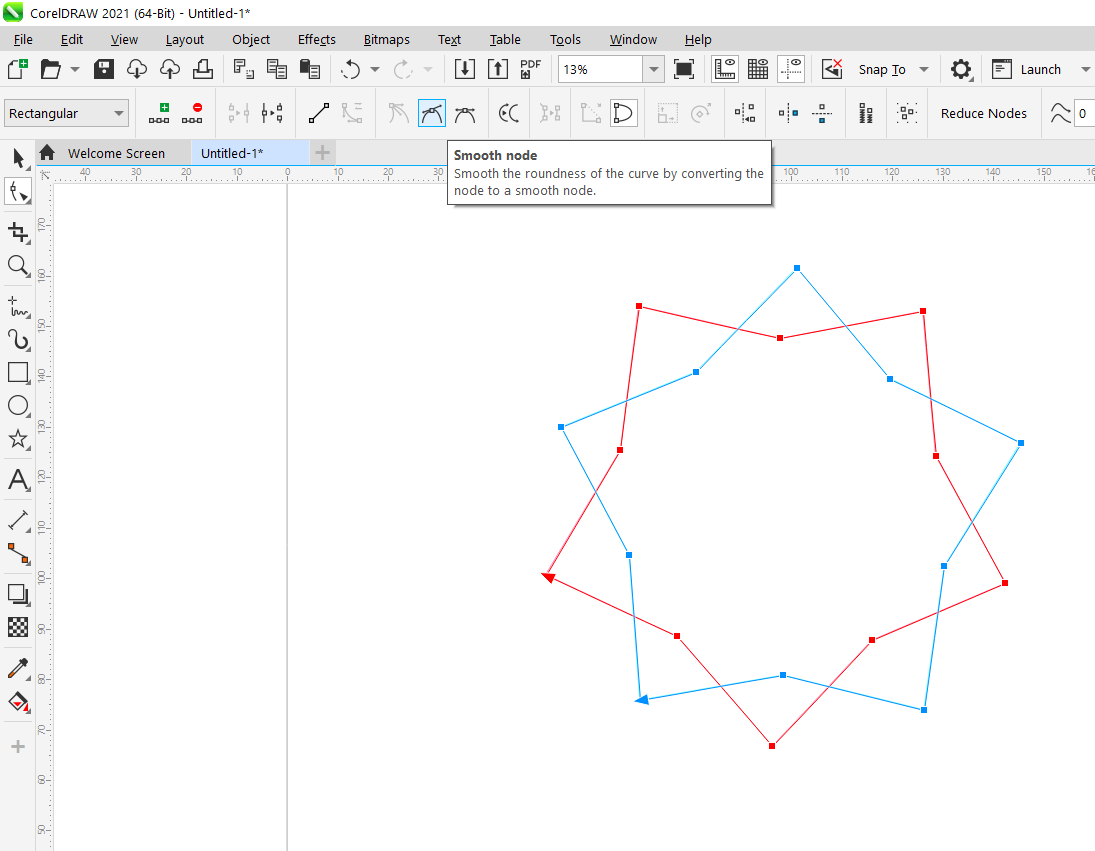 CorelDRAW 2021 (64-Bit) - Untitled-1*
File Edit View Layout Object Effects Bitmaps Text Table Tools Window Help
PDF 13% Snap To Launch
Rectangular Reduce Nodes 0
Welcome Screen Untitled-1*
Smooth node
Smooth the roundness of the curve by converting the
node to a smooth node.
40 30 20 10 0 10 20 30 100 110 120 130 140 150
170
160
150
140
130
120
110
100
90
80
70
60
50
A